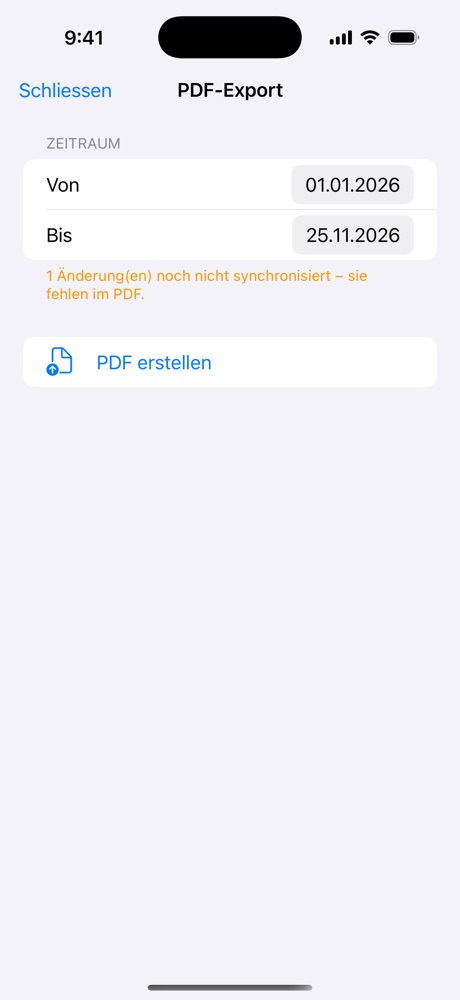 9:41
Schliessen
PDF-Export
ZEITRAUM
Von
01.01.2026
Bis
25.11.2026
1 Änderung(en) noch nicht synchronisiert – sie
fehlen im PDF.
PDF erstellen